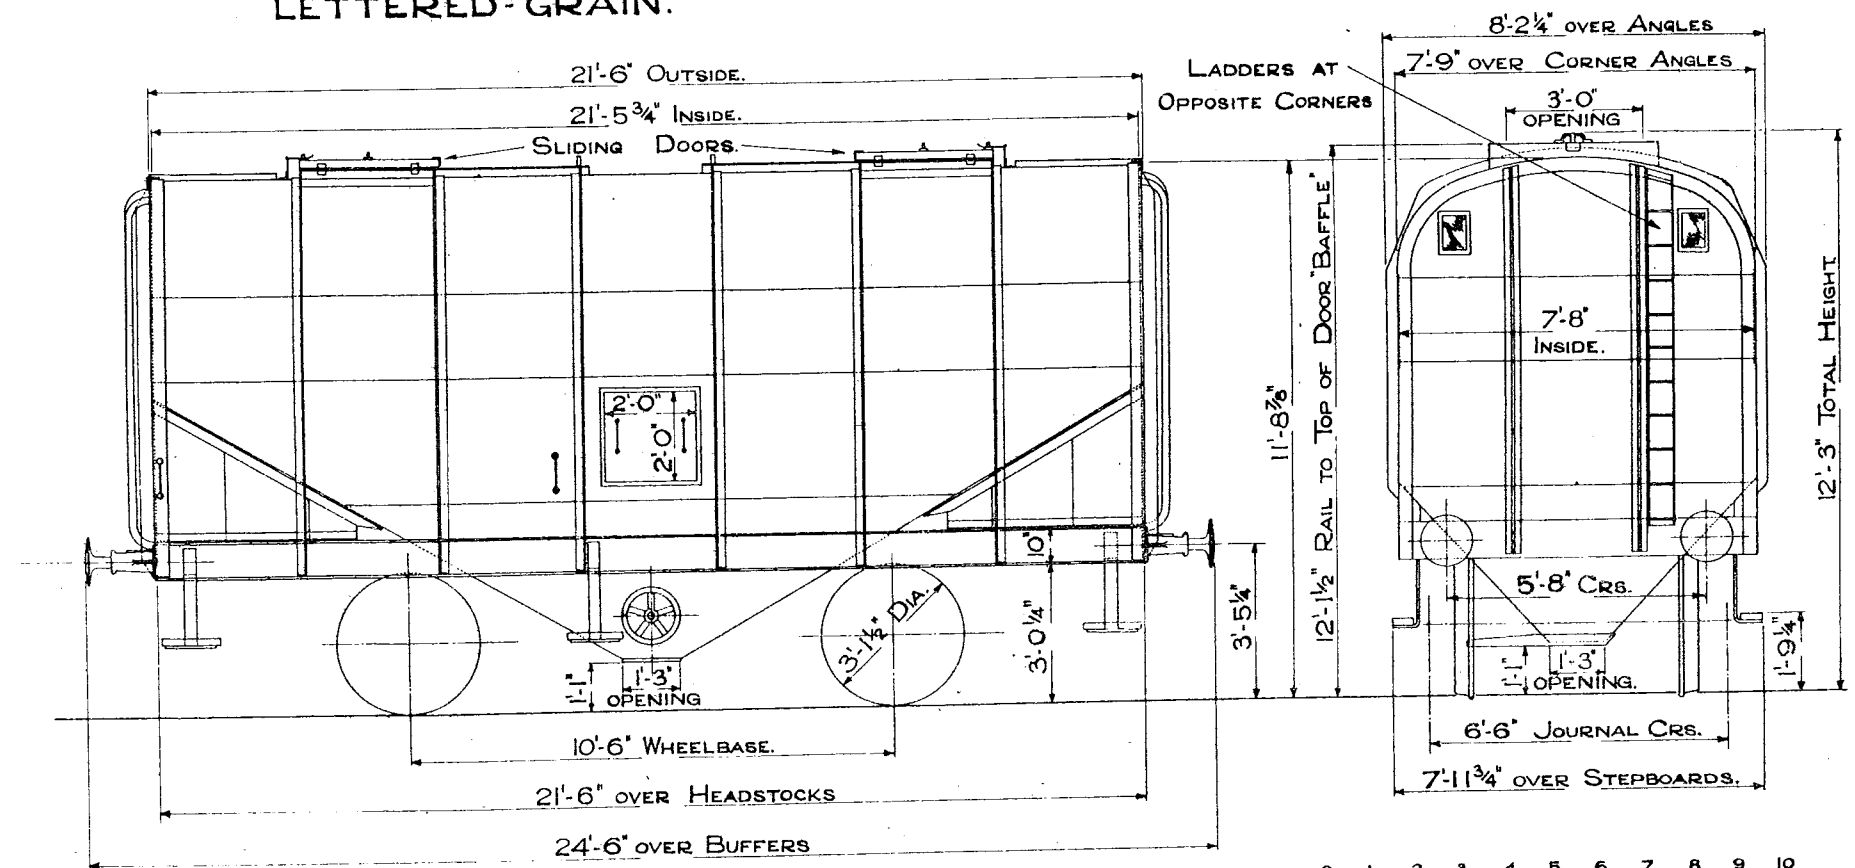 LETTERED-GRAIN.
21'-6" OUTSIDE.
21'-5¾" INSIDE.
SLIDING DOORS.
LADDERS AT
OPPOSITE CORNERS
8'-2¼" OVER ANGLES
7'-9" OVER CORNER ANGLES
3'-0"
OPENING
2'-0"
2'-0"
10"
3'-1½" DIA.
3'-0¼"
3'-5¼"
11'-8⅞"
12'-1½" RAIL TO TOP OF DOOR "BAFFLE"
12'-3" TOTAL HEIGHT.
7'-8"
INSIDE.
5'-8" CRS.
1'-9¼"
1'-1"
1'-3"
OPENING
1'-1"
1'-3"
OPENING.
10'-6" WHEELBASE.
6'-6" JOURNAL CRS.
21'-6" OVER HEADSTOCKS
7'-11¾" OVER STEPBOARDS.
24'-6" OVER BUFFERS
0 1 2 3 4 5 6 7 8 9 10